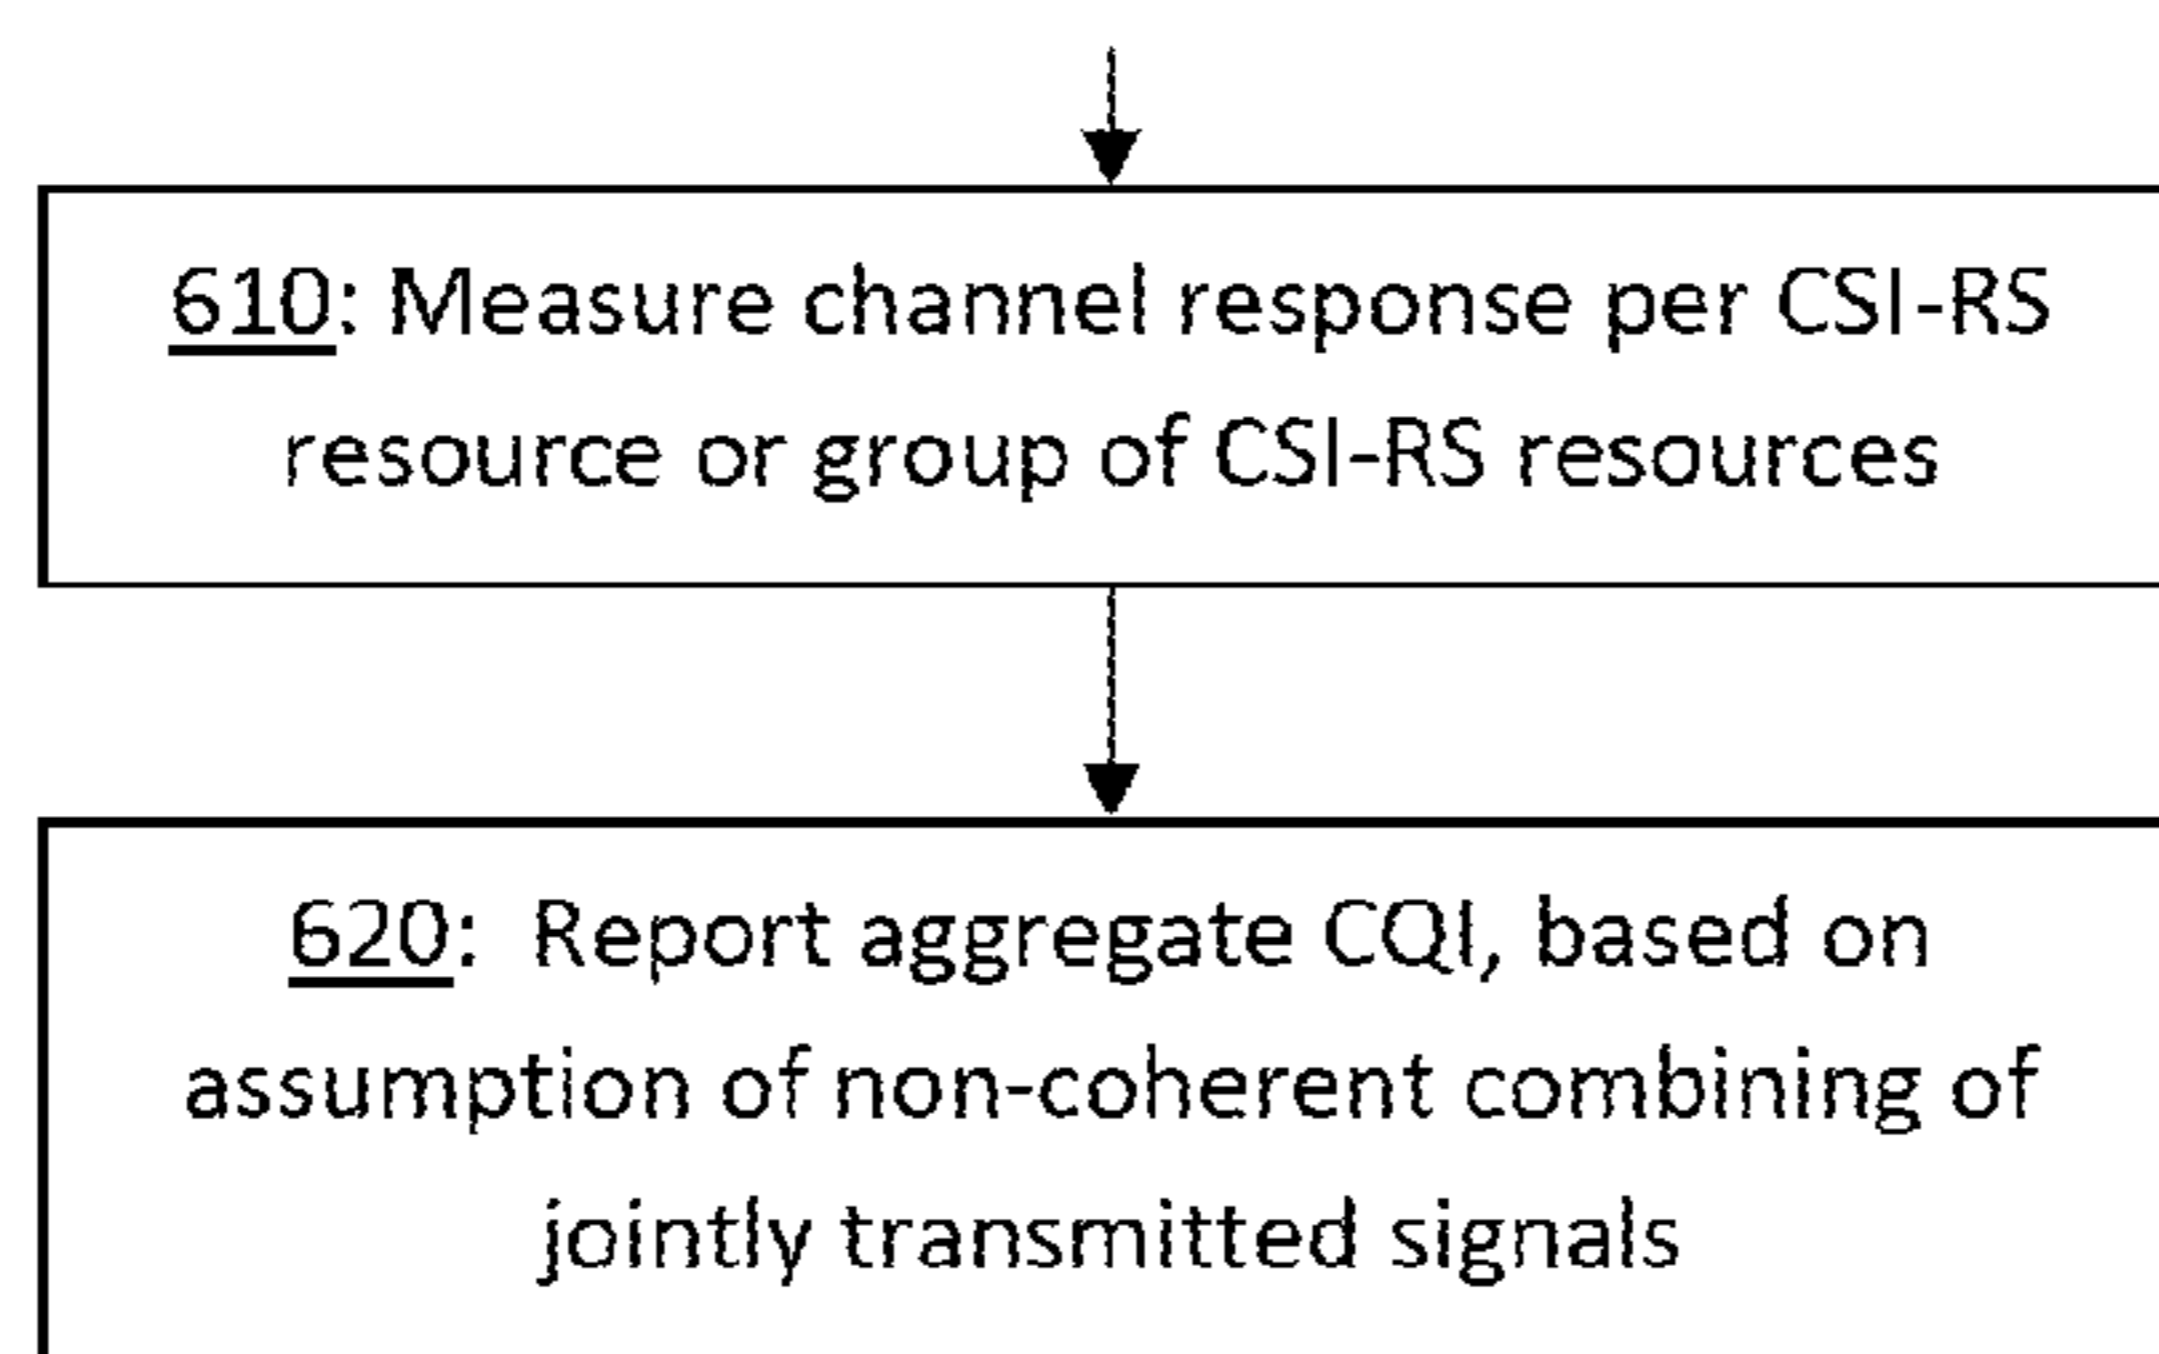 610: Measure channel response per CSI-RS
resource or group of CSI-RS resources
620: Report aggregate CQI, based on
assumption of non-coherent combining of
jointly transmitted signals